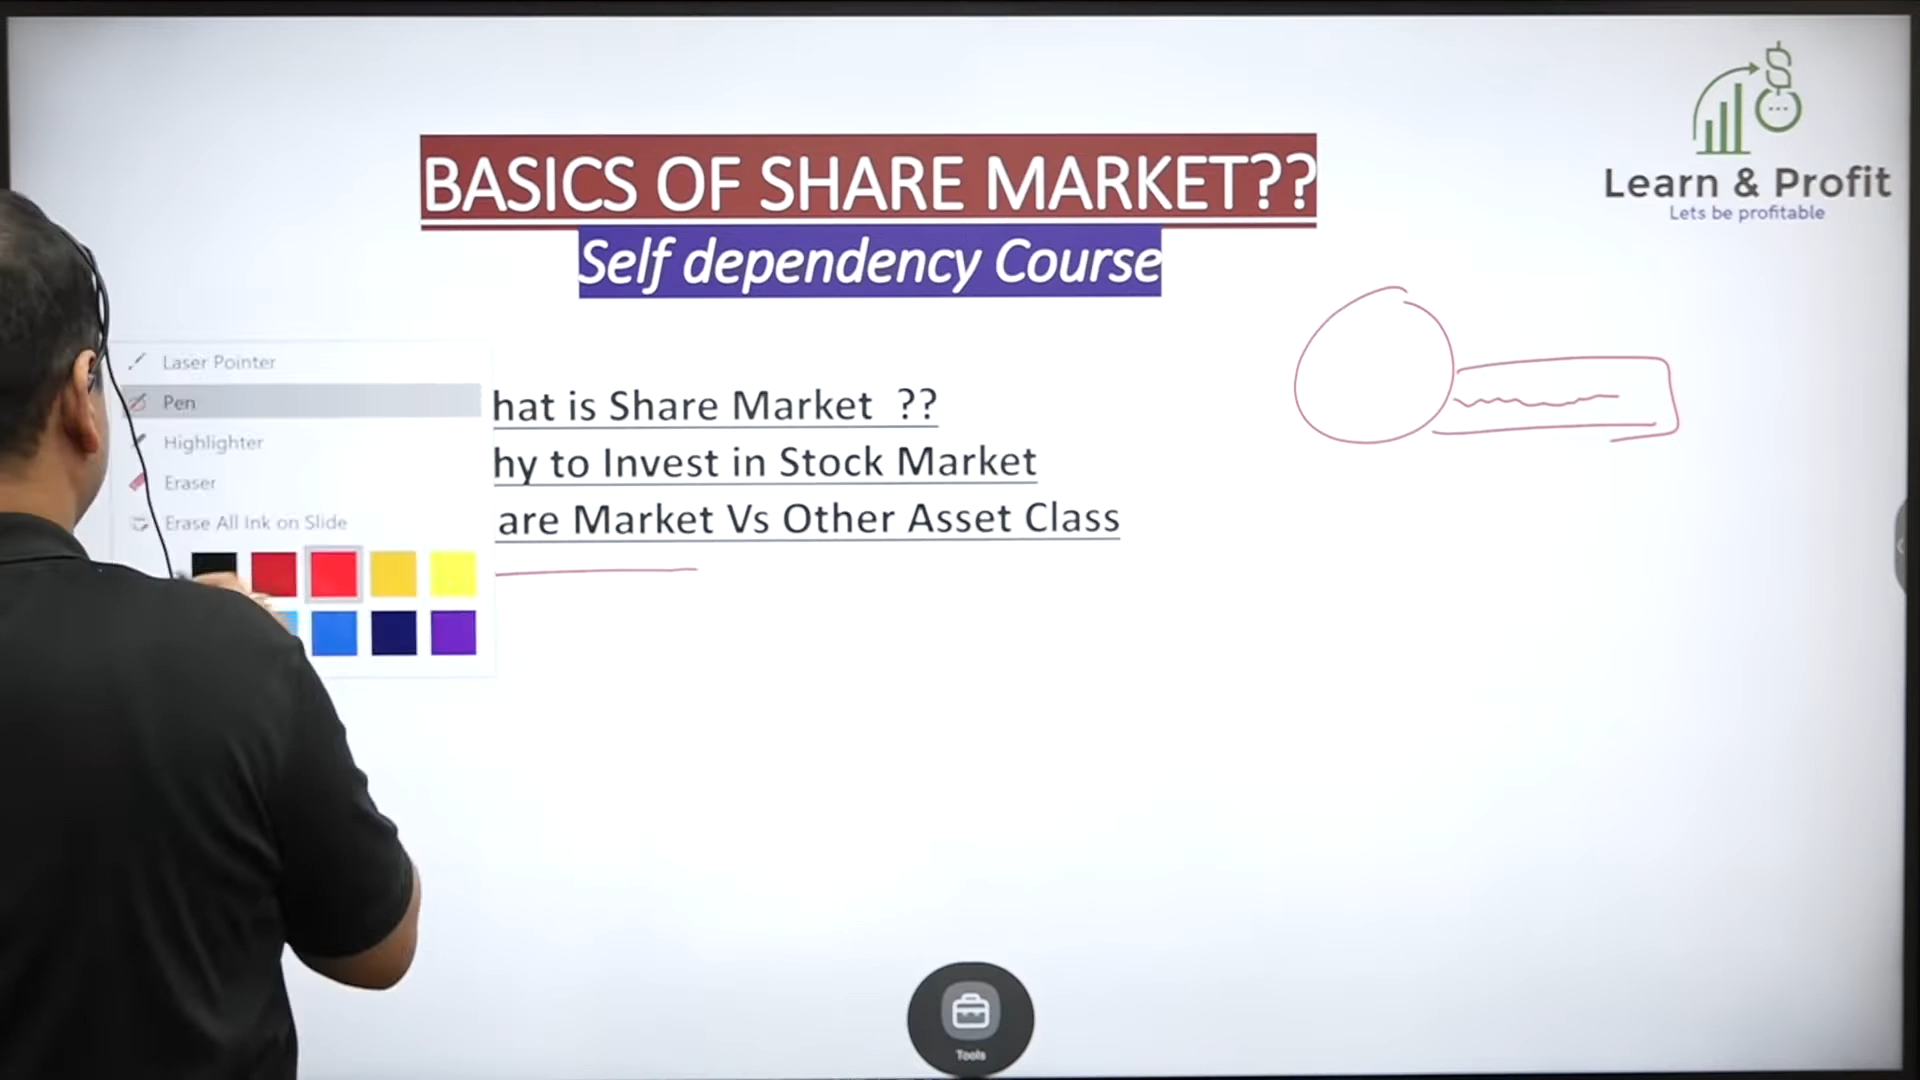 BASICS OF SHARE MARKET??
Self dependency Course
Learn & Profit
Lets be profitable
Laser Pointer
Pen
Highlighter
Eraser
Erase All Ink on Slide
hat is Share Market ??
hy to Invest in Stock Market
are Market Vs Other Asset Class
Tools